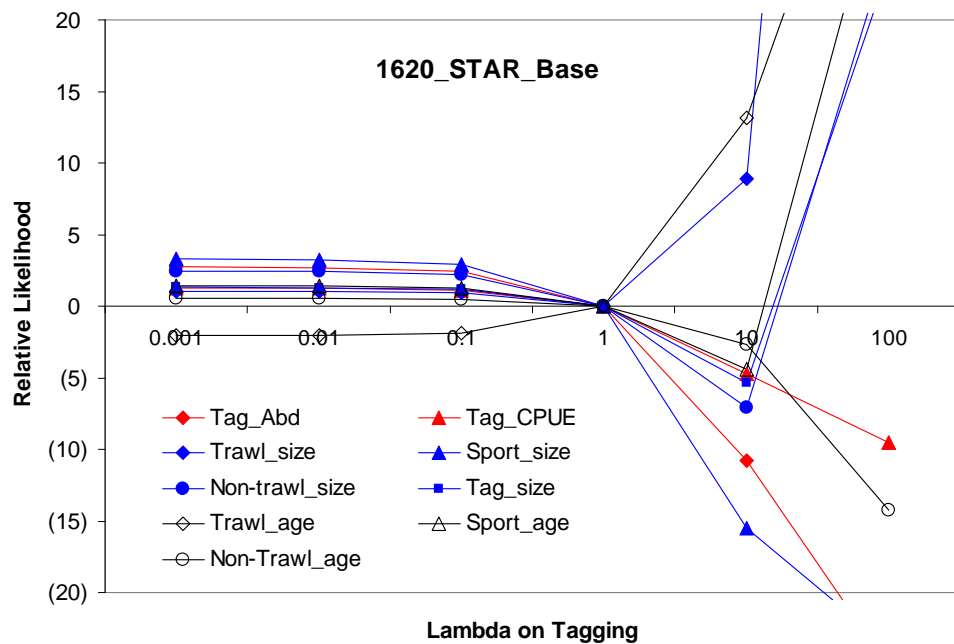 1620_STAR_Base
20
15
10
5
0
(5)
(10)
(15)
(20)
Relative Likelihood
0.001 0.01 0.1 1 10 100
Tag_Abd Tag_CPUE
Trawl_size Sport_size
Non-trawl_size Tag_size
Trawl_age Sport_age
Non-Trawl_age
Lambda on Tagging